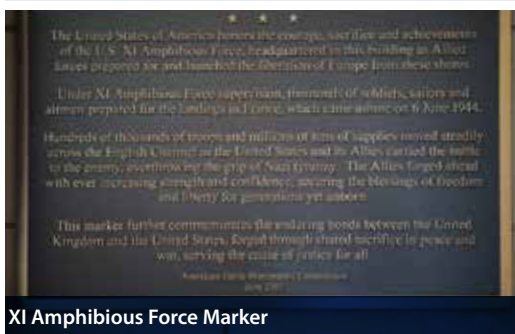 The United States of America honors the courage, sacrifice and achievements
of the U.S. XI Amphibious Force, headquartered in this building as Allied
forces prepared for and launched the liberation of Europe from these shores.
Under XI Amphibious Force supervision, thousands of soldiers, sailors and
airmen prepared for the landings in France, which came ashore on 6 June 1944.
Hundreds of thousands of troops and millions of tons of supplies moved steadily
across the English Channel as the United States and its Allies carried the battle
to the enemy, overthrowing the grip of Nazi tyranny. The Allies forged ahead
with ever increasing strength and confidence, securing the blessings of freedom
and liberty for generations yet unborn.
This marker further commemorates the enduring bonds between the United
Kingdom and the United States, forged through shared sacrifice in peace and
war, serving the cause of justice for all.
American Battle Monuments Commission
XI Amphibious Force Marker